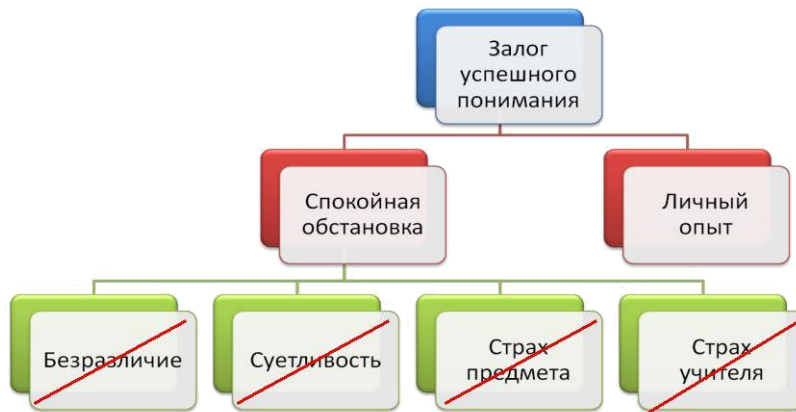 Залог
успешного
понимания
Спокойная
обстановка
Личный
опыт
Безразличие
Суетливость
Страх
предмета
Страх
учителя